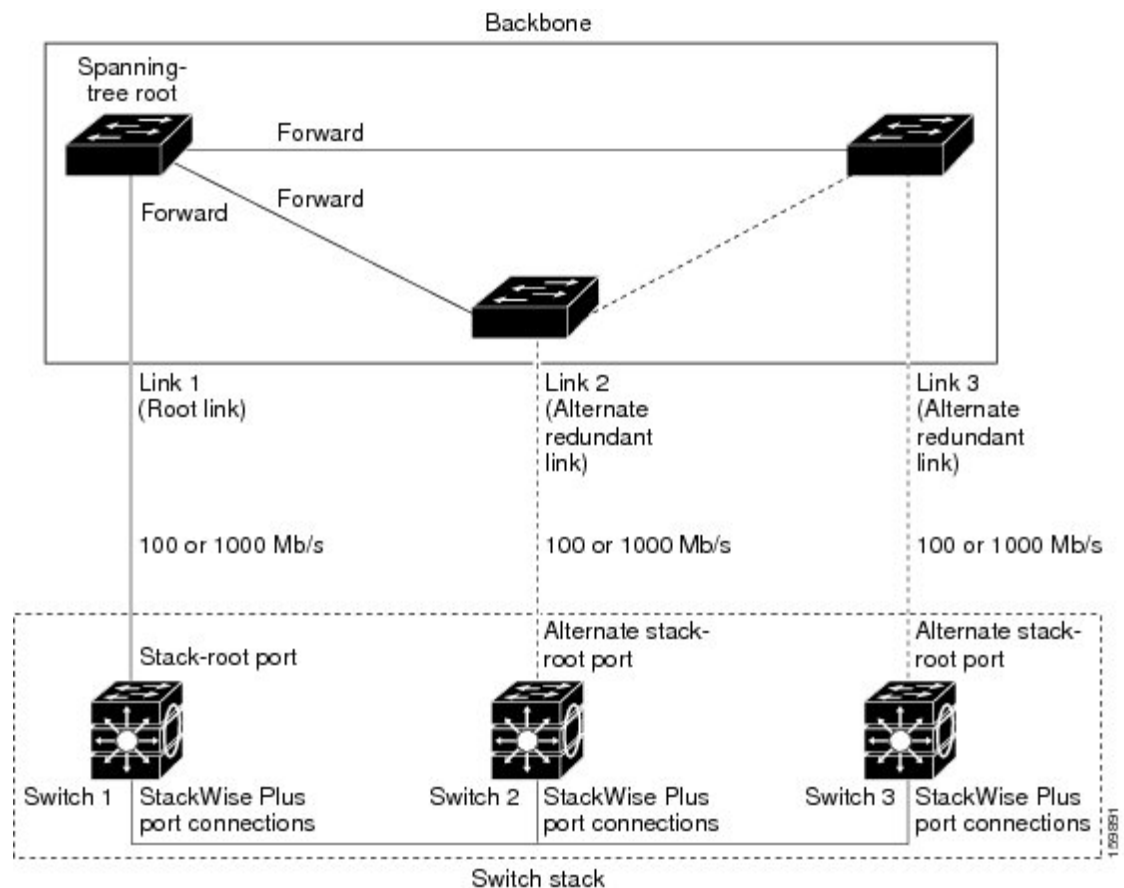 Backbone
Spanning-
tree root
Forward
Forward
Forward
Link 1
(Root link)
Link 2
(Alternate
redundant
link)
Link 3
(Alternate
redundant
link)
100 or 1000 Mb/s
100 or 1000 Mb/s
100 or 1000 Mb/s
Stack-root port
Alternate stack-
root port
Alternate stack-
root port
Switch 1
StackWise Plus
port connections
Switch 2
StackWise Plus
port connections
Switch 3
StackWise Plus
port connections
159891
Switch stack